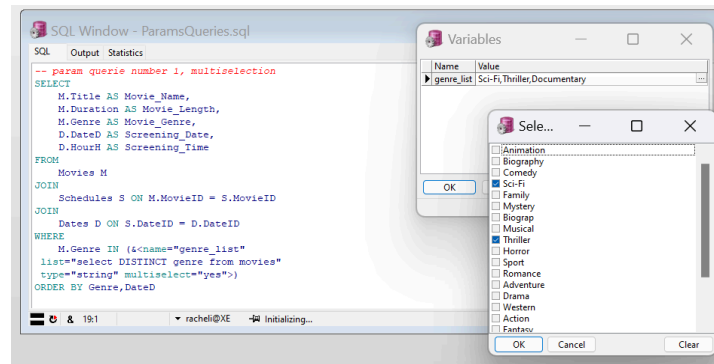 SQL Window - ParamsQueries.sql
SQL Output Statistics
-- param querie number 1, multiselection
SELECT
M.Title AS Movie_Name,
M.Duration AS Movie_Length,
M.Genre AS Movie_Genre,
D.DateD AS Screening_Date,
D.HourH AS Screening_Time
FROM
Movies M
JOIN
Schedules S ON M.MovieID = S.MovieID
JOIN
Dates D ON S.DateID = D.DateID
WHERE
M.Genre IN (&<name="genre_list"
list="select DISTINCT genre from movies"
type="string" multiselect="yes">)
ORDER BY Genre,DateD
& 19:1 racheli@XE Initializing...
Variables
Name Value
genre_list Sci-Fi,Thriller,Documentary ...
OK
Sele...
Animation
Biography
Comedy
Sci-Fi
Family
Mystery
Biograp
Musical
Thriller
Horror
Sport
Romance
Adventure
Drama
Western
Action
Fantasy
OK Cancel Clear